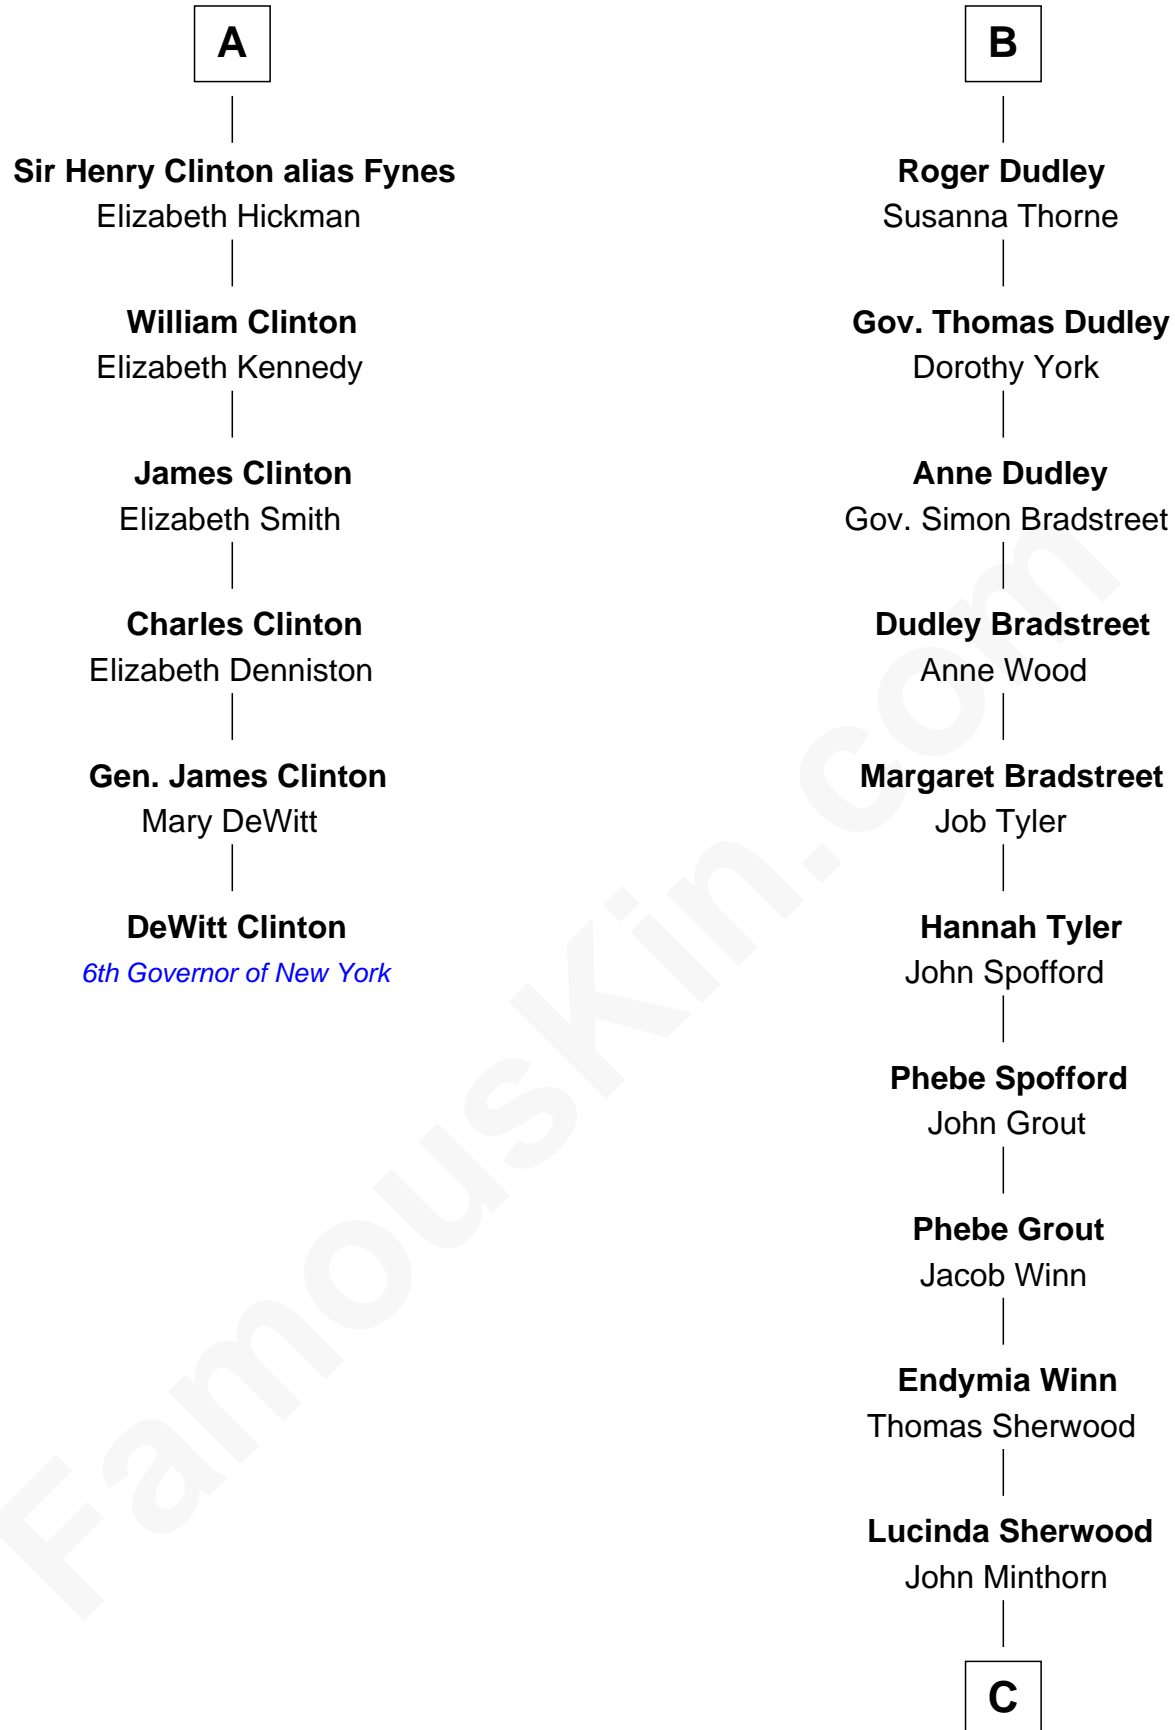 A
Sir Henry Clinton alias Fynes
Elizabeth Hickman
William Clinton
Elizabeth Kennedy
James Clinton
Elizabeth Smith
Charles Clinton
Elizabeth Denniston
Gen. James Clinton
Mary DeWitt
DeWitt Clinton
6th Governor of New York
B
Roger Dudley
Susanna Thorne
Gov. Thomas Dudley
Dorothy York
Anne Dudley
Gov. Simon Bradstreet
Dudley Bradstreet
Anne Wood
Margaret Bradstreet
Job Tyler
Hannah Tyler
John Spofford
Phebe Spofford
John Grout
Phebe Grout
Jacob Winn
Endymia Winn
Thomas Sherwood
Lucinda Sherwood
John Minthorn
C
FamousKin.com